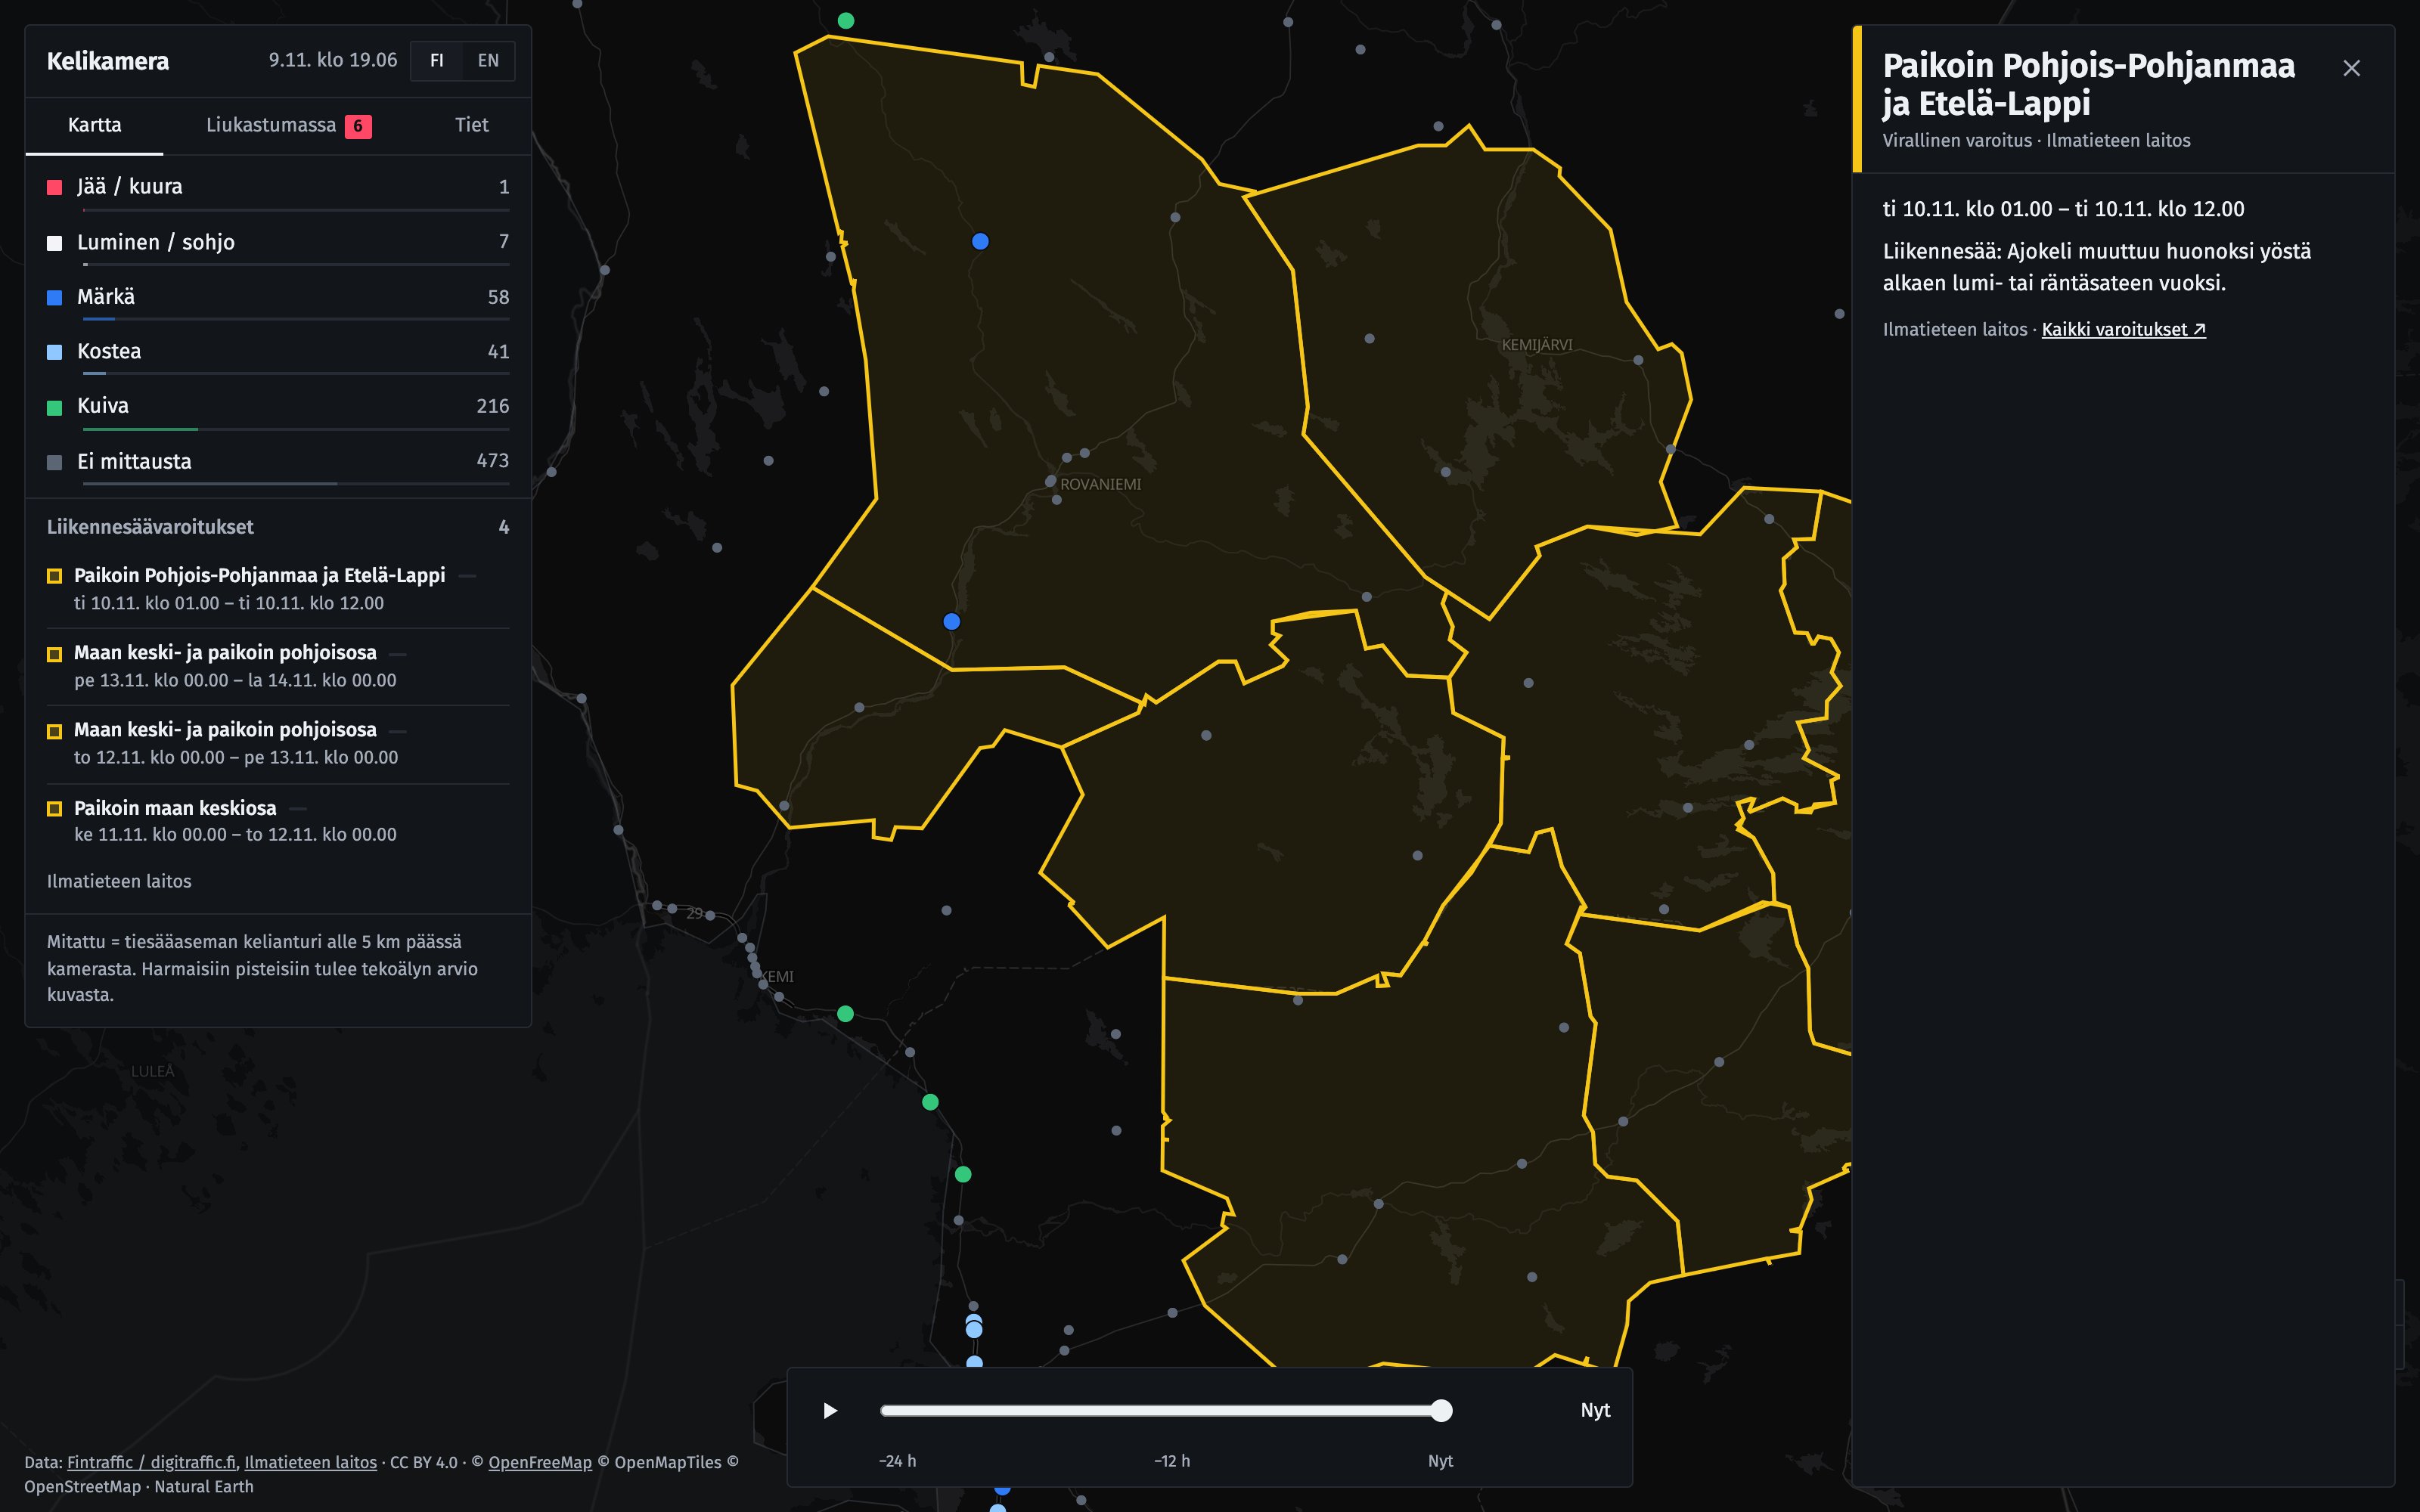 Kelikamera
9.11. klo 19.06
FI
EN
Kartta
Liukastumassa 6
Tiet
Jää / kuura 1
Luminen / sohjo 7
Märkä 58
Kostea 41
Kuiva 216
Ei mittausta 473
Liikennesäävaroitukset 4
Paikoin Pohjois-Pohjanmaa ja Etelä-Lappi —
ti 10.11. klo 01.00 – ti 10.11. klo 12.00
Maan keski- ja paikoin pohjoisosa —
pe 13.11. klo 00.00 – la 14.11. klo 00.00
Maan keski- ja paikoin pohjoisosa —
to 12.11. klo 00.00 – pe 13.11. klo 00.00
Paikoin maan keskiosa —
ke 11.11. klo 00.00 – to 12.11. klo 00.00
Ilmatieteen laitos
Mitattu = tiesääaseman kelianturi alle 5 km päässä
kamerasta. Harmaisiin pisteisiin tulee tekoälyn arvio
kuvasta.
KEMIJÄRVI
ROVANIEMI
29
KEMI
LULEÅ
Paikoin Pohjois-Pohjanmaa
ja Etelä-Lappi
Virallinen varoitus · Ilmatieteen laitos
ti 10.11. klo 01.00 – ti 10.11. klo 12.00
Liikennesää: Ajokeli muuttuu huonoksi yöstä
alkaen lumi- tai räntäsateen vuoksi.
Ilmatieteen laitos · Kaikki varoitukset ↗
Nyt
−24 h
−12 h
Nyt
Data: Fintraffic / digitraffic.fi, Ilmatieteen laitos · CC BY 4.0 · © OpenFreeMap © OpenMapTiles ©
OpenStreetMap · Natural Earth